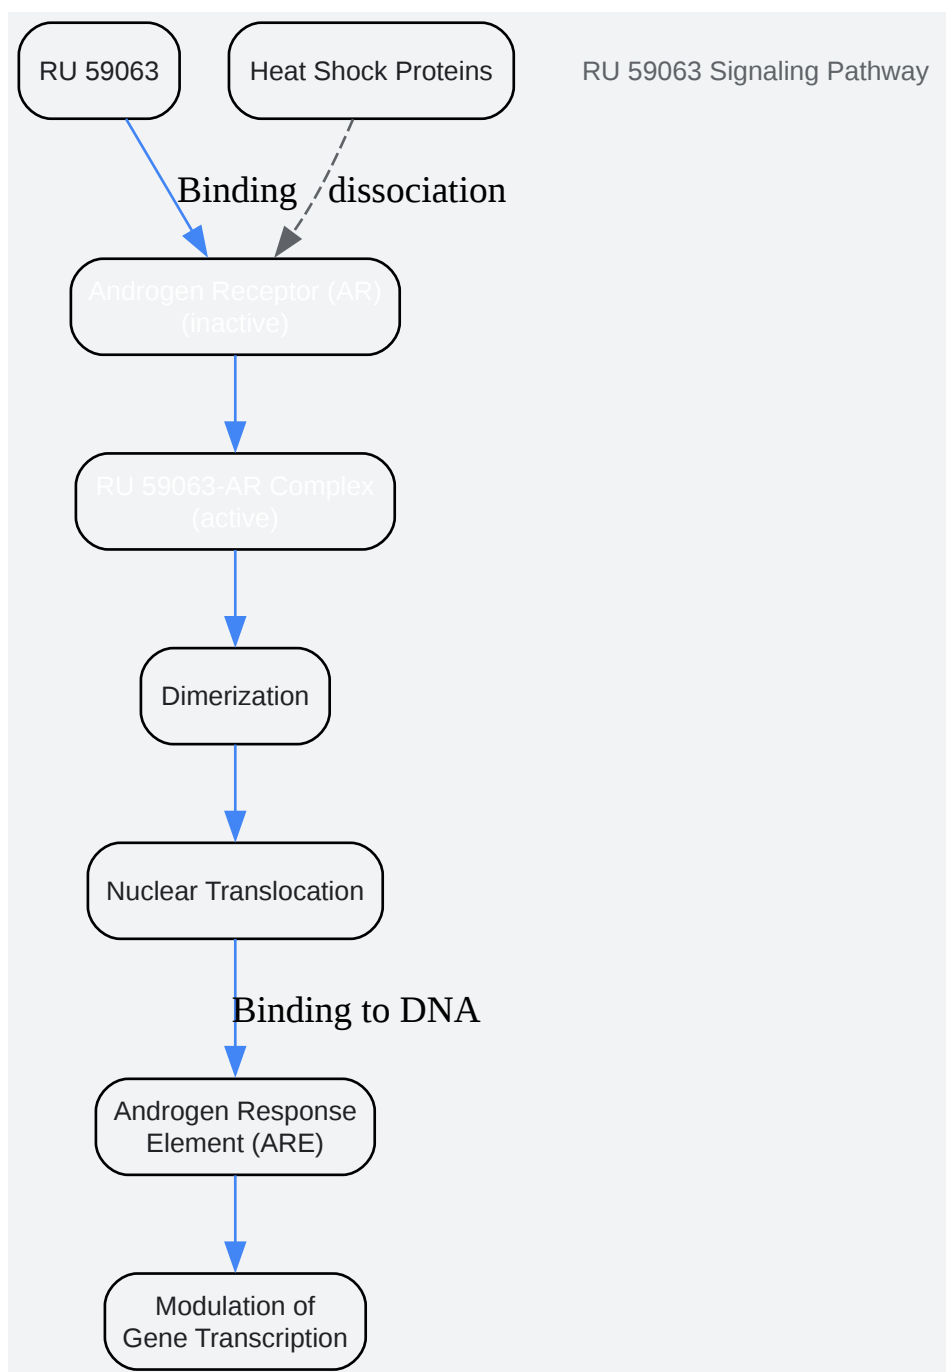 RU 59063
Heat Shock Proteins
RU 59063 Signaling Pathway
Binding
dissociation
Androgen Receptor (AR)
(inactive)
RU 59063-AR Complex
(active)
Dimerization
Nuclear Translocation
Binding to DNA
Androgen Response
Element (ARE)
Modulation of
Gene Transcription